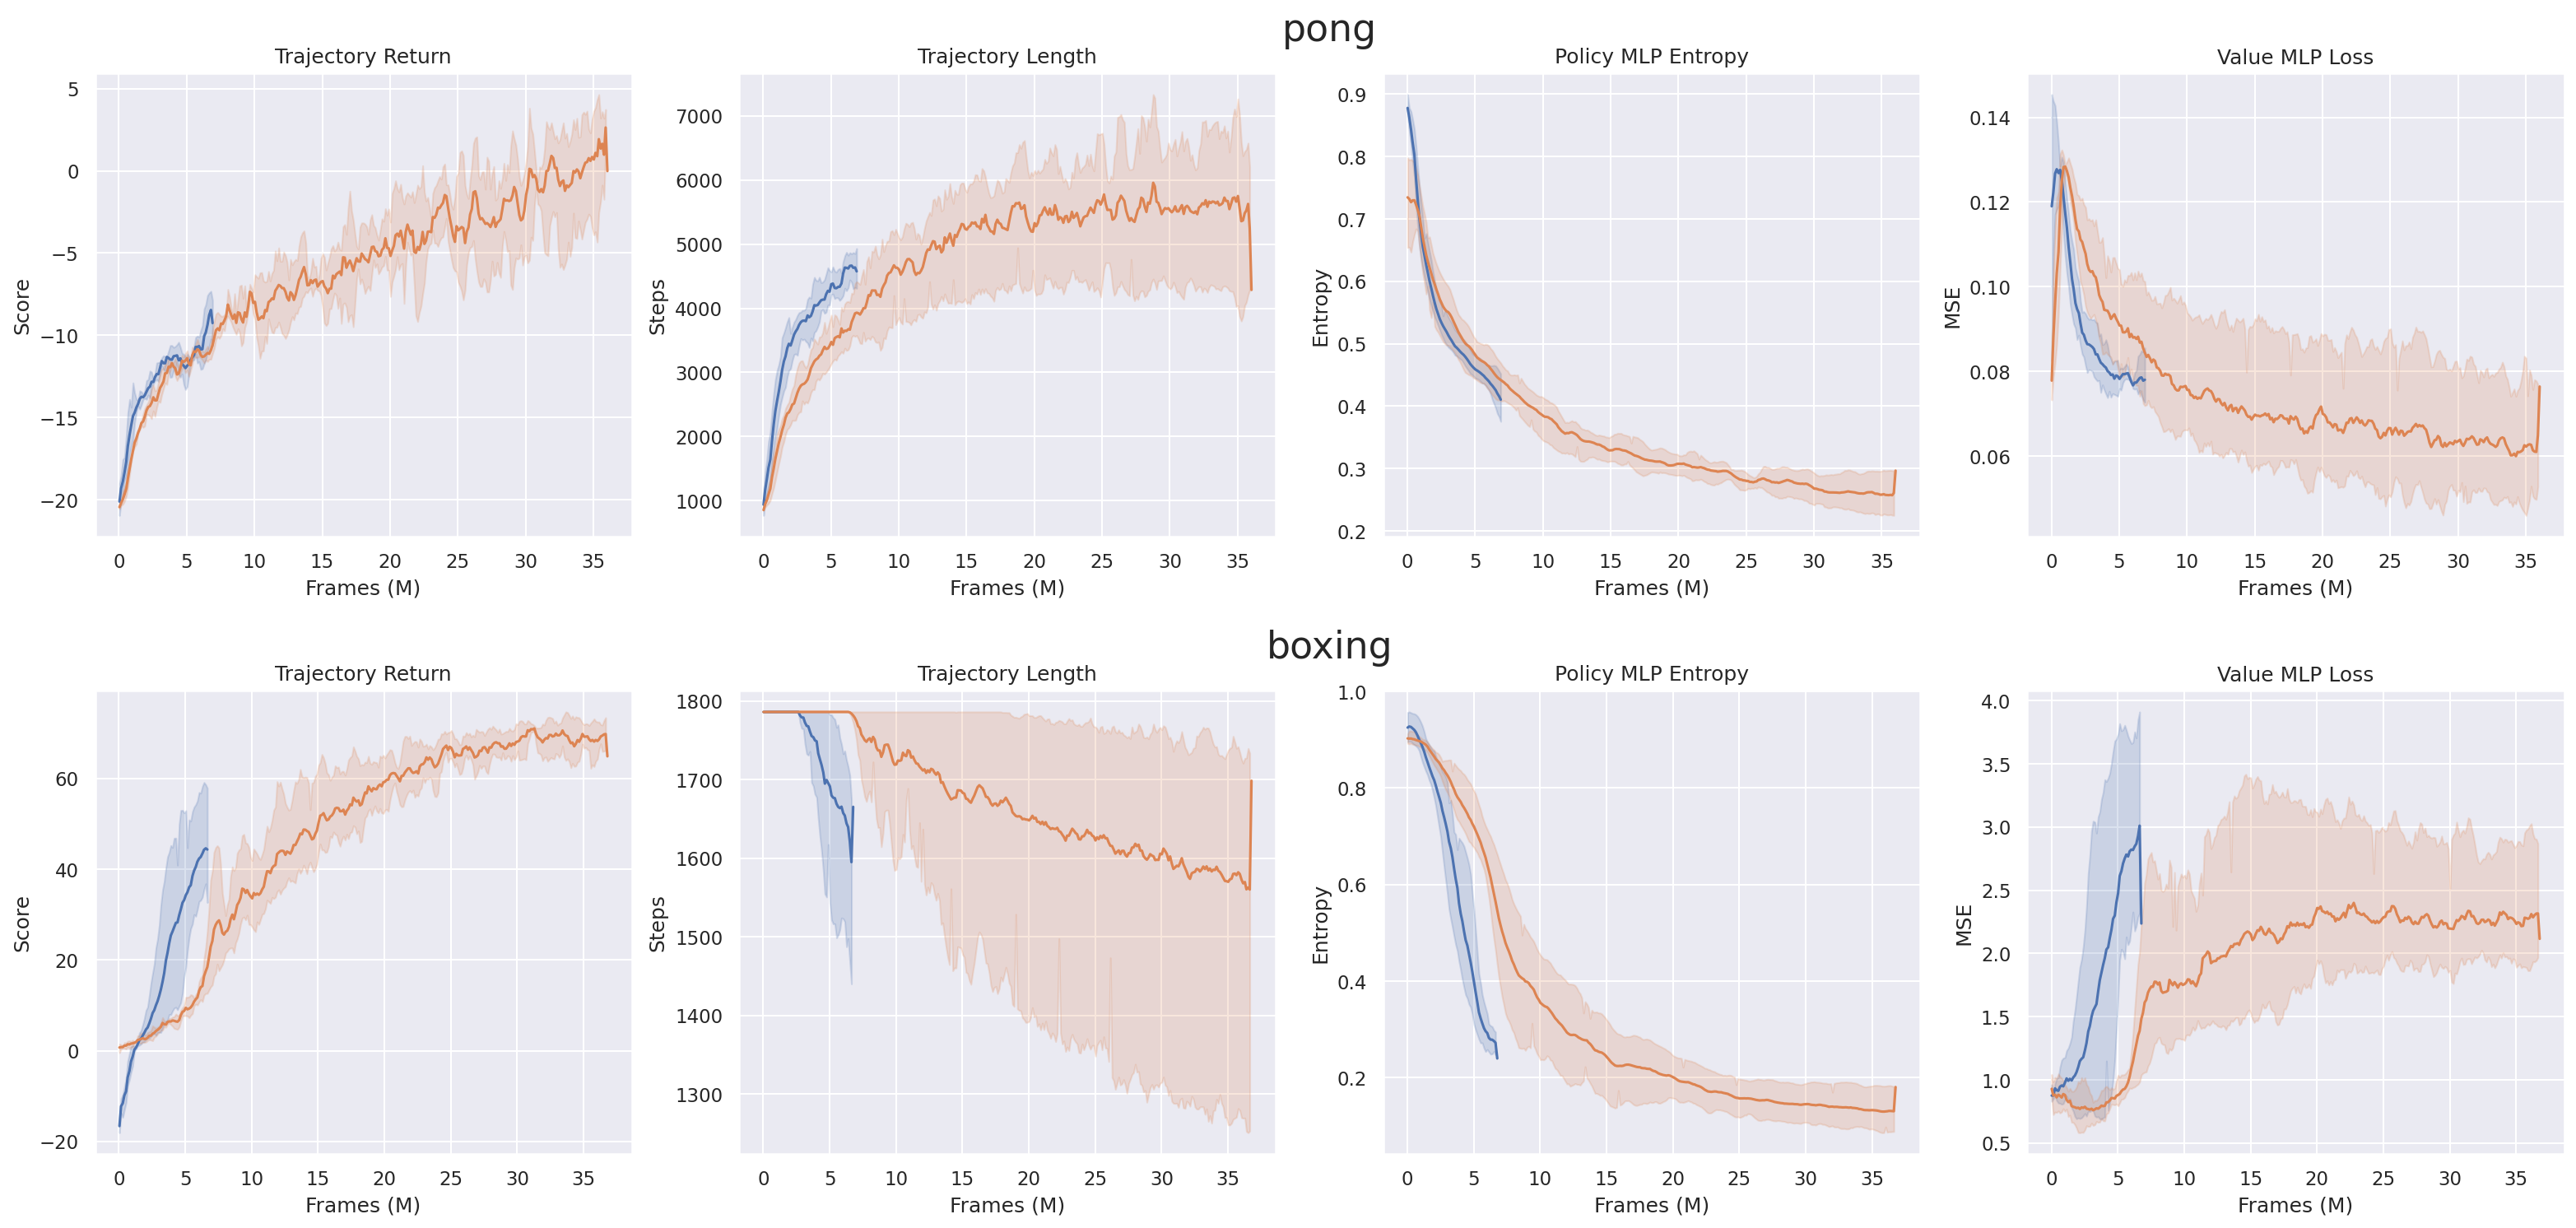 pong
Trajectory Return
Trajectory Length
Policy MLP Entropy
Value MLP Loss
5
0
−5
−10
−15
−20
Score
0 5 10 15 20 25 30 35
Frames (M)
7000
6000
5000
4000
3000
2000
1000
Steps
0 5 10 15 20 25 30 35
Frames (M)
0.9
0.8
0.7
0.6
0.5
0.4
0.3
0.2
Entropy
0 5 10 15 20 25 30 35
Frames (M)
0.14
0.12
0.10
0.08
0.06
MSE
0 5 10 15 20 25 30 35
Frames (M)
boxing
Trajectory Return
Trajectory Length
Policy MLP Entropy
Value MLP Loss
60
40
20
0
−20
Score
0 5 10 15 20 25 30 35
Frames (M)
1800
1700
1600
1500
1400
1300
Steps
0 5 10 15 20 25 30 35
Frames (M)
1.0
0.8
0.6
0.4
0.2
Entropy
0 5 10 15 20 25 30 35
Frames (M)
4.0
3.5
3.0
2.5
2.0
1.5
1.0
0.5
MSE
0 5 10 15 20 25 30 35
Frames (M)